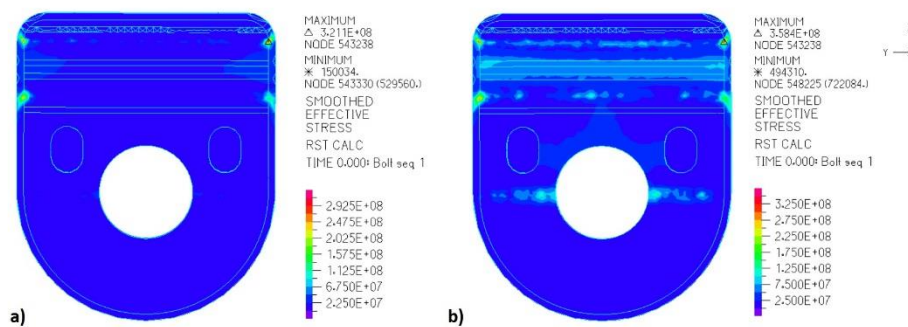 MAXIMUM
Δ 3.211E+08
NODE 543238
MINIMUM
* 150034.
NODE 543330 (529560.)
SMOOTHED
EFFECTIVE
STRESS
RST CALC
TIME 0.000: Bolt seq 1
2.925E+08
2.475E+08
2.025E+08
1.575E+08
1.125E+08
6.750E+07
2.250E+07
a)
MAXIMUM
Δ 3.584E+08
NODE 543238
MINIMUM
* 494310.
NODE 548225 (722084.)
SMOOTHED
EFFECTIVE
STRESS
RST CALC
TIME 0.000: Bolt seq 1
3.250E+08
2.750E+08
2.250E+08
1.750E+08
1.250E+08
7.500E+07
2.500E+07
b)
Y